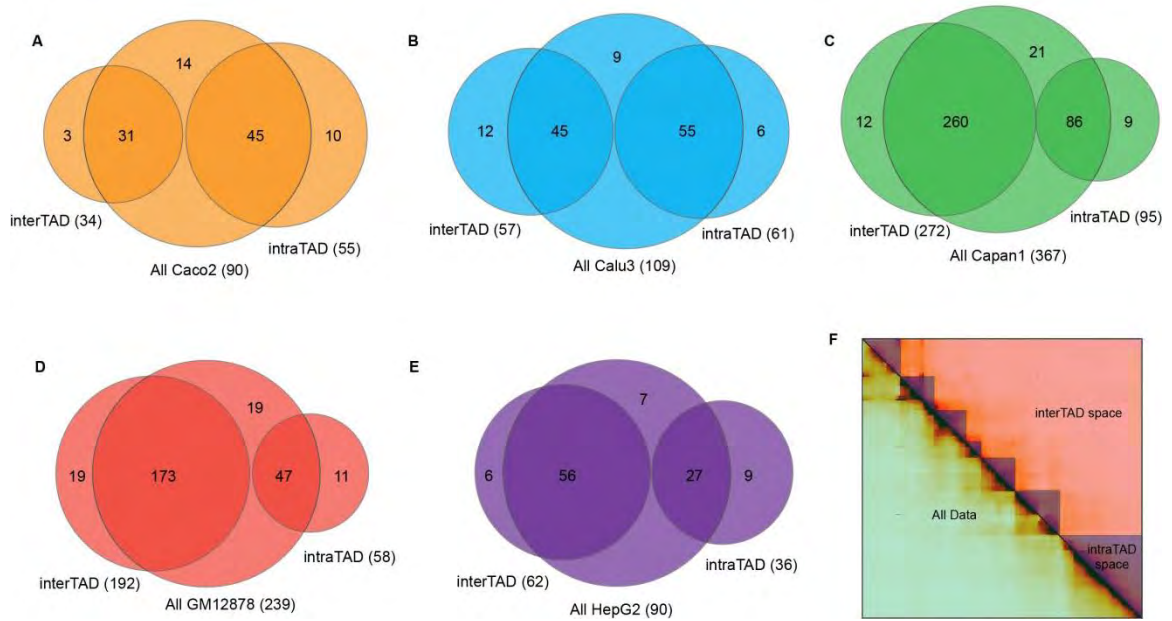 A
14
3
31
45
10
interTAD (34)
intraTAD (55)
All Caco2 (90)
B
9
12
45
55
6
interTAD (57)
intraTAD (61)
All Calu3 (109)
C
21
12
260
86
9
interTAD (272)
intraTAD (95)
All Capan1 (367)
D
19
19
173
47
11
interTAD (192)
intraTAD (58)
All GM12878 (239)
E
7
6
56
27
9
interTAD (62)
intraTAD (36)
All HepG2 (90)
F
interTAD space
All Data
intraTAD
space